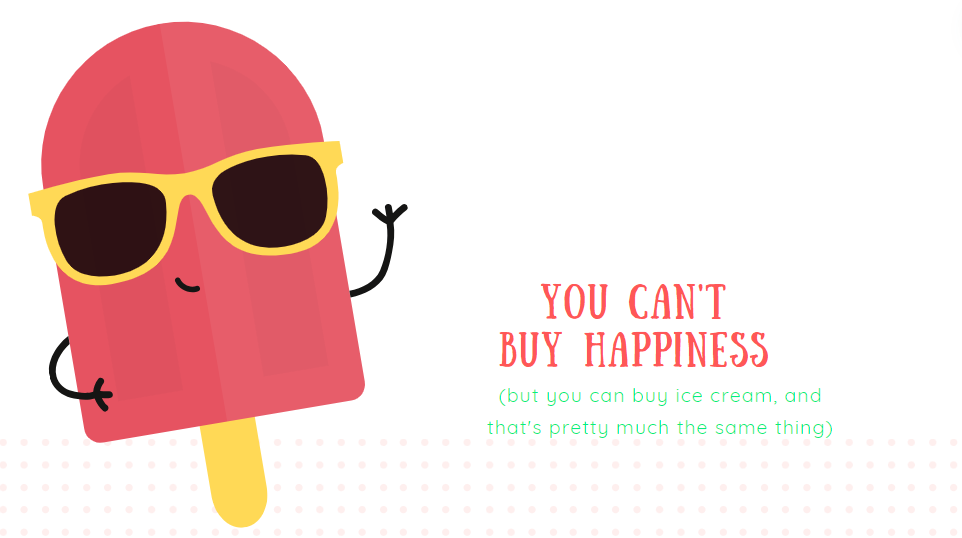 YOU CAN'T
BUY HAPPINESS
(but you can buy ice cream, and
that's pretty much the same thing)